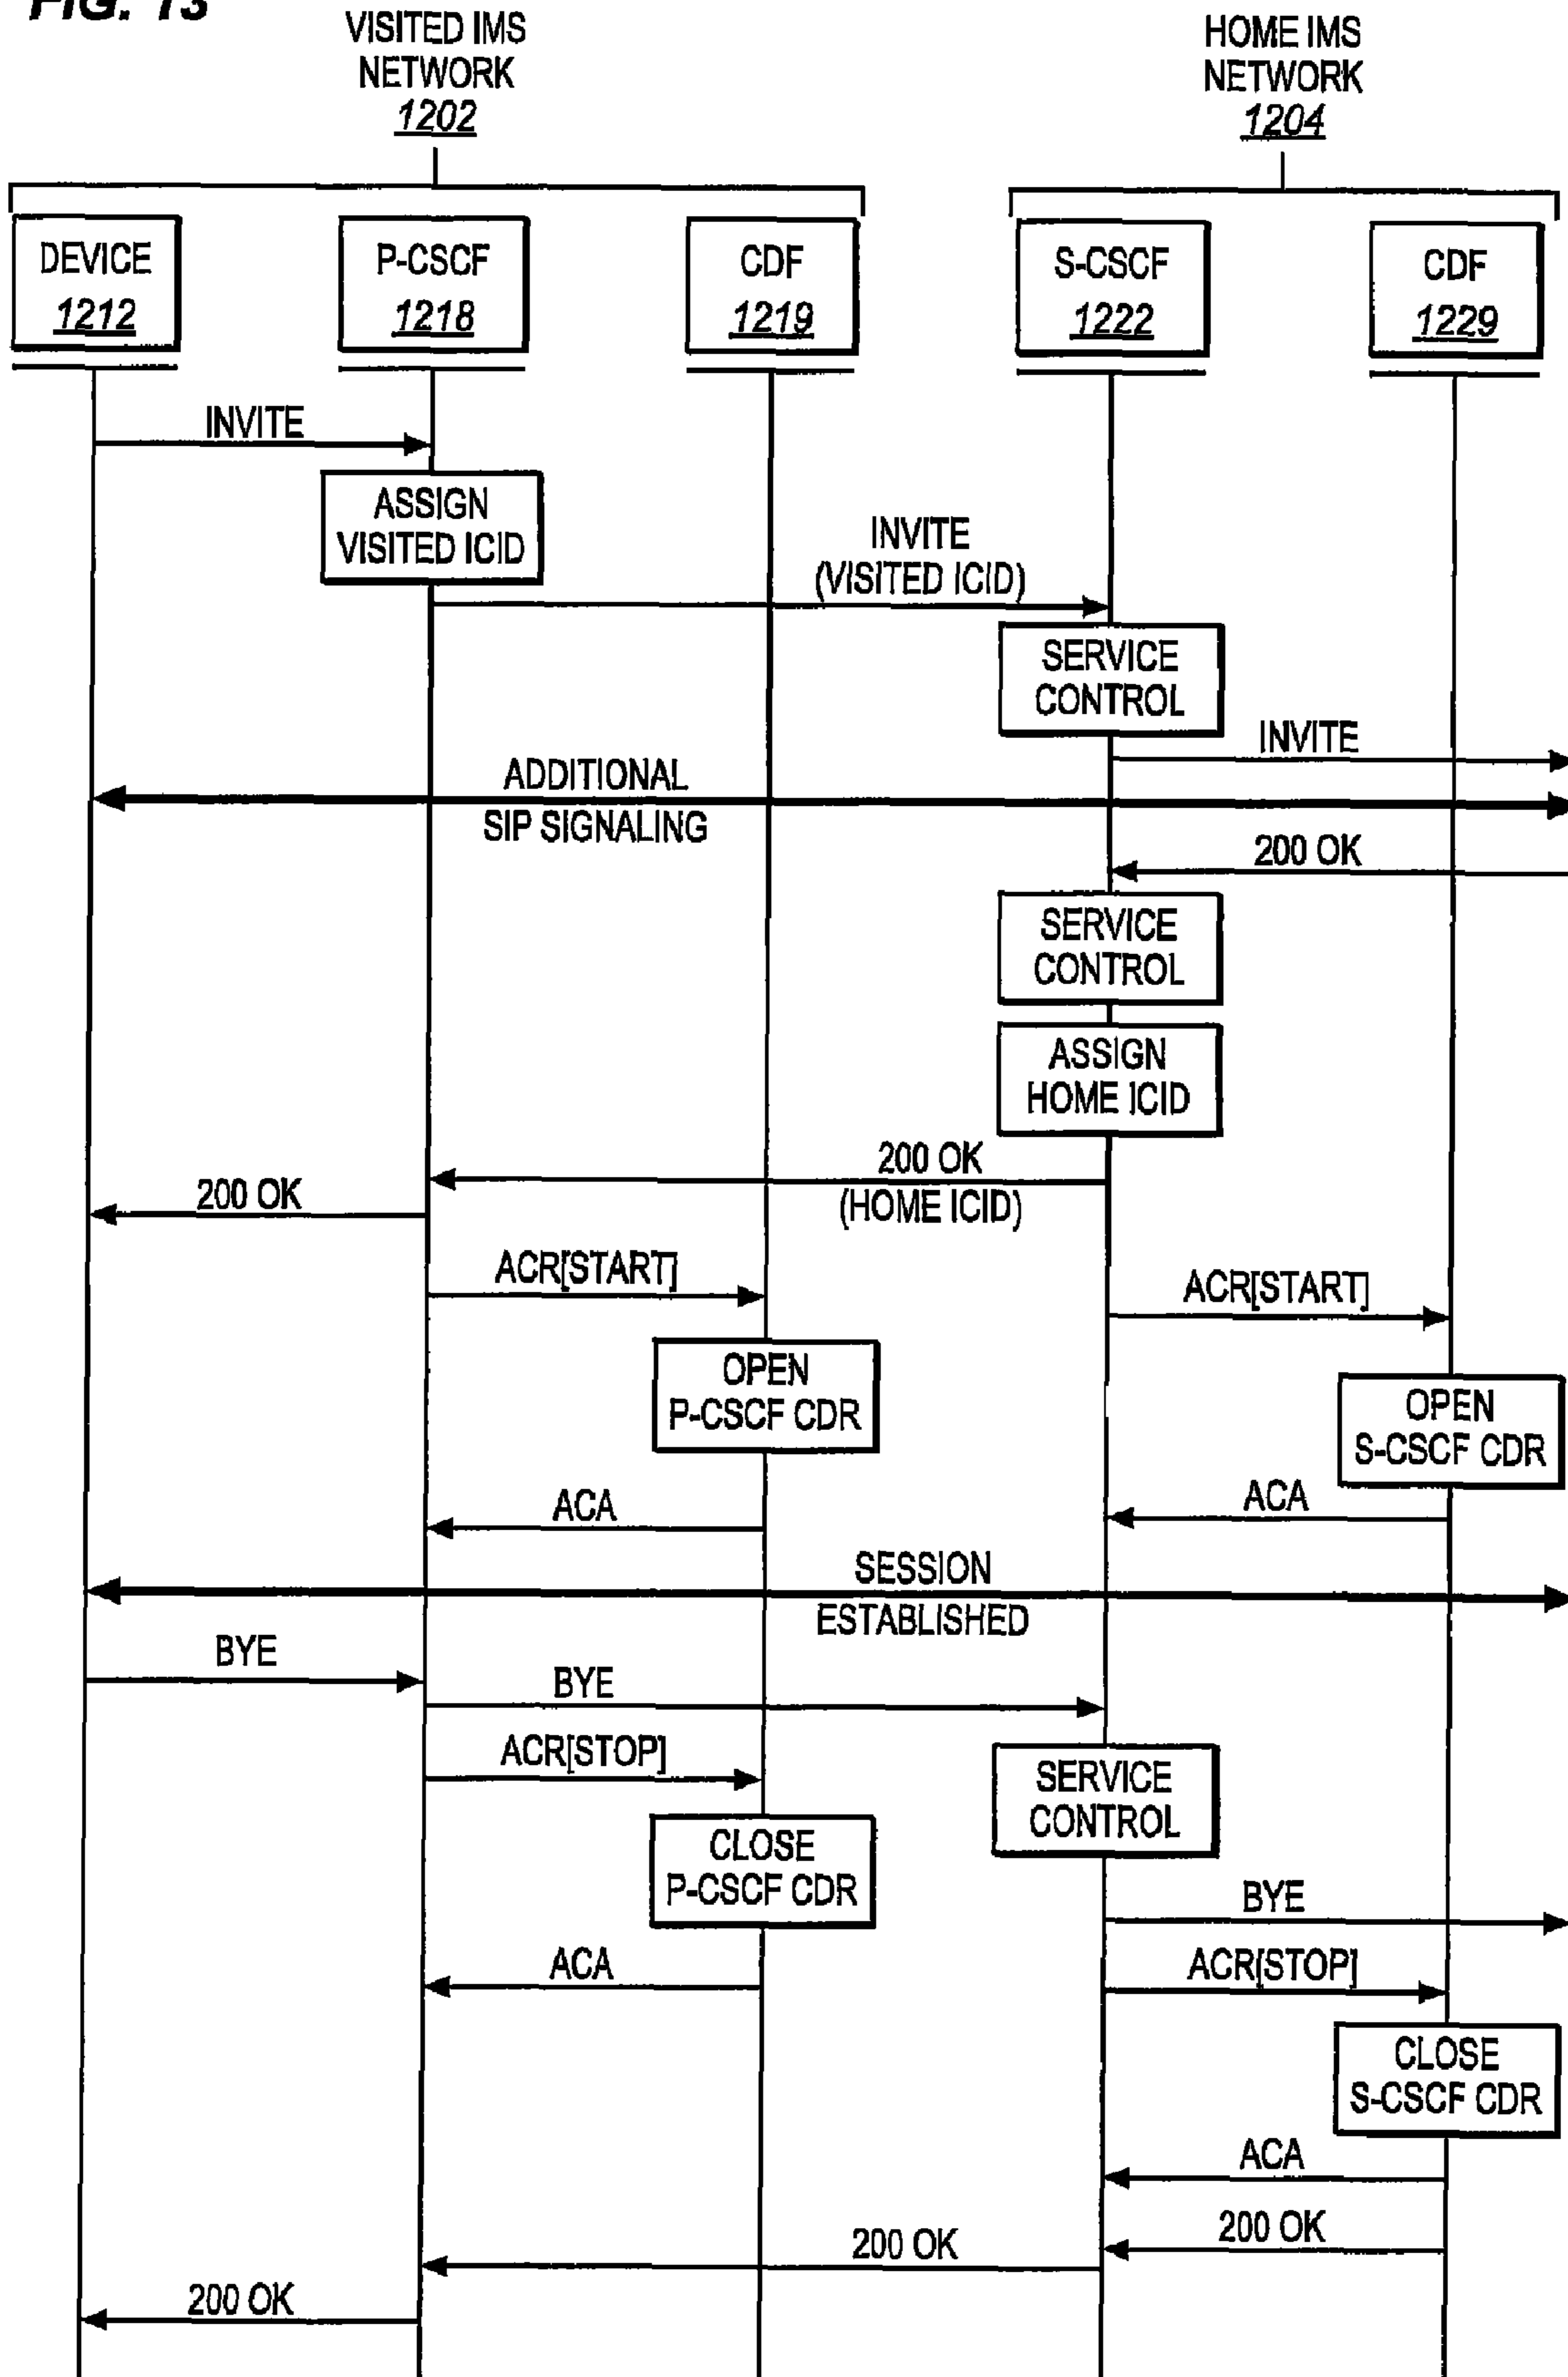 FIG. 13
VISITED IMS
NETWORK
1202
HOME IMS
NETWORK
1204
DEVICE
1212
P-CSCF
1218
CDF
1219
S-CSCF
1222
CDF
1229
INVITE
ASSIGN
VISITED ICID
INVITE
(VISITED ICID)
SERVICE
CONTROL
INVITE
ADDITIONAL
SIP SIGNALING
200 OK
SERVICE
CONTROL
ASSIGN
HOME ICID
200 OK
(HOME ICID)
200 OK
ACR[START]
ACR[START]
OPEN
P-CSCF CDR
OPEN
S-CSCF CDR
ACA
ACA
SESSION
ESTABLISHED
BYE
BYE
ACR[STOP]
SERVICE
CONTROL
CLOSE
P-CSCF CDR
BYE
ACA
ACR[STOP]
CLOSE
S-CSCF CDR
ACA
200 OK
200 OK
200 OK